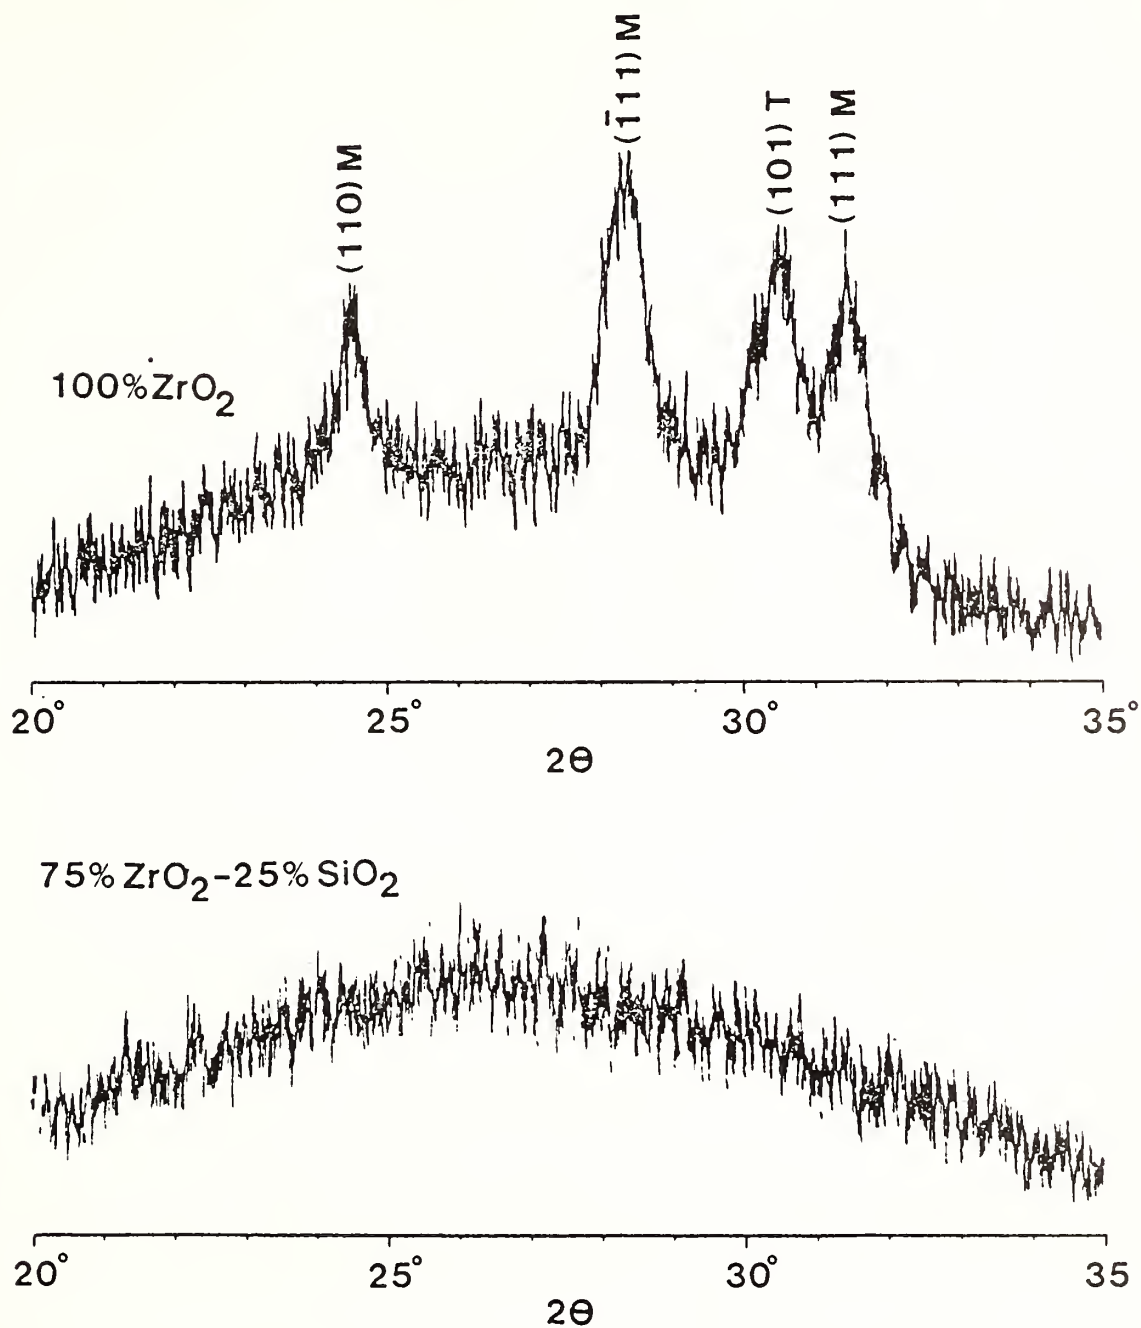 (110) M
(1̄11) M
(101) T
(111) M
100% ZrO₂
20° 25° 30° 35°
2Θ
75% ZrO₂-25% SiO₂
20° 25° 30° 35
2Θ